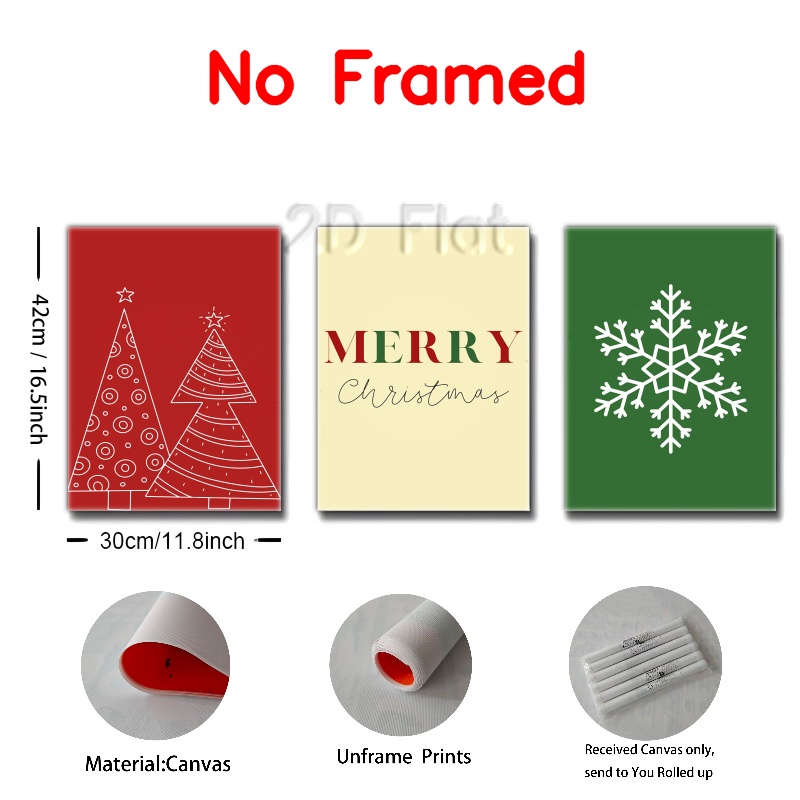 No Framed
2D Flat
42cm / 16.5inch
MERRY
Christmas
30cm/11.8inch
Material:Canvas
Unframe Prints
Received Canvas only,
send to You Rolled up